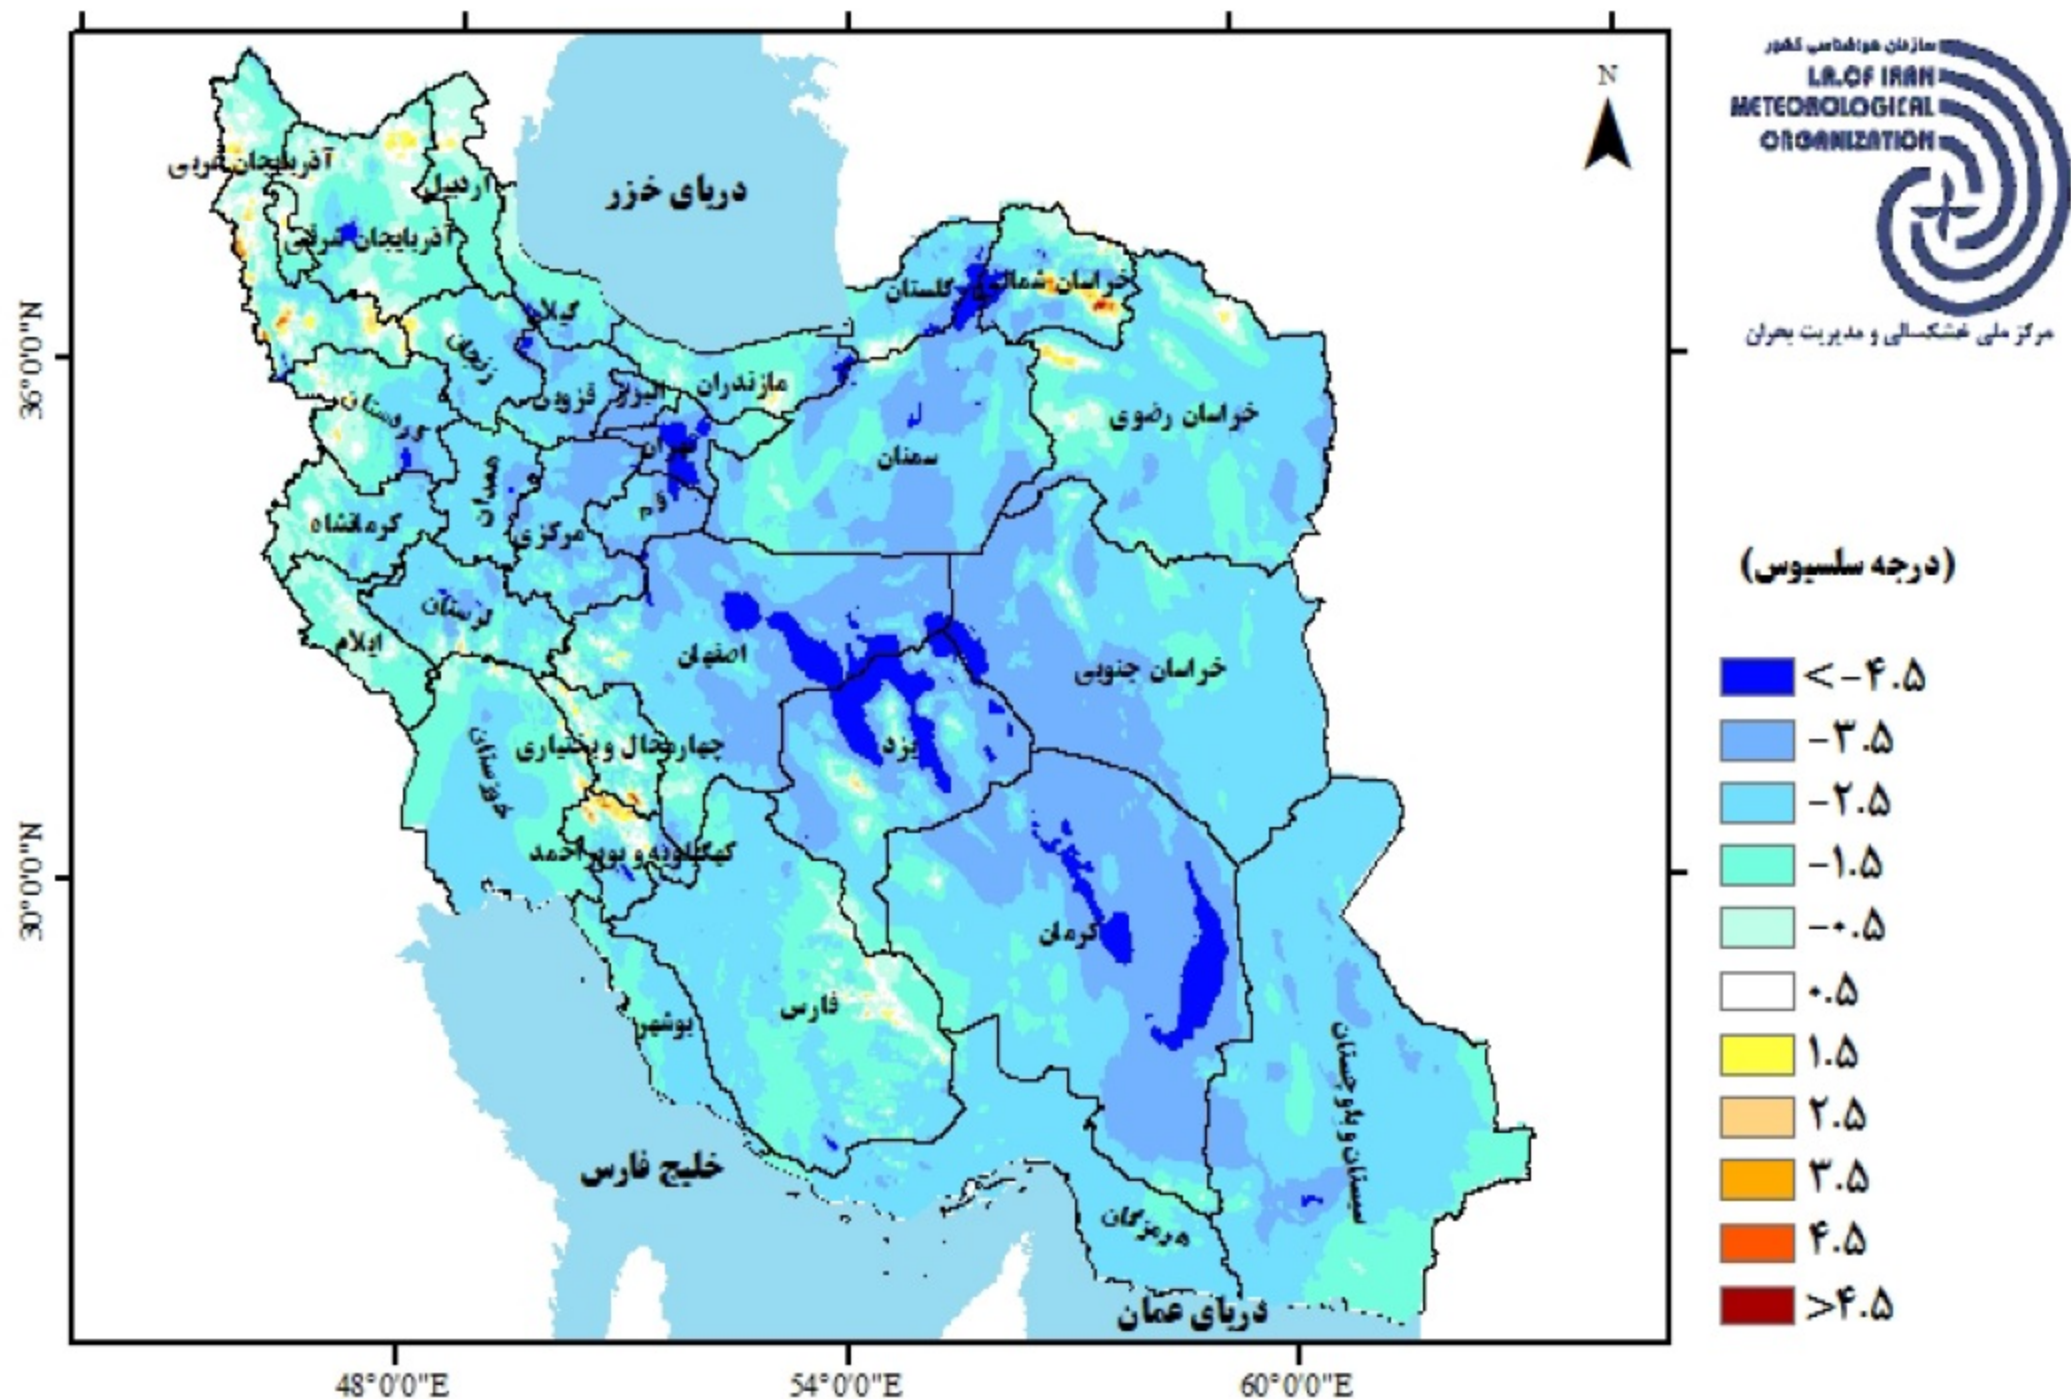 سازمان هواشناسی کشور
I.R.OF IRAN
METEOROLOGICAL
ORGANIZATION
مرکز ملی خشکسالی و مدیریت بحران
N
(درجه سلسیوس)
< -۴.۵
-۳.۵
-۲.۵
-۱.۵
-۰.۵
۰.۵
۱.۵
۲.۵
۳.۵
۴.۵
>۴.۵
دریای خزر
آذربایجان غربی
اردبیل
آذربایجان شرقی
گیلان
گلستان
خراسان شمالی
زنجان
قزوین
البرز
مازندران
کردستان
تهران
خراسان رضوی
سمنان
همدان
قم
کرمانشاه
مرکزی
لرستان
ایلام
اصفهان
خراسان جنوبی
خوزستان
چهارمحال و بختیاری
یزد
کهگیلویه و بویراحمد
کرمان
فارس
بوشهر
سیستان و بلوچستان
هرمزگان
خلیج فارس
دریای عمان
36°0'0"N
30°0'0"N
48°0'0"E
54°0'0"E
60°0'0"E